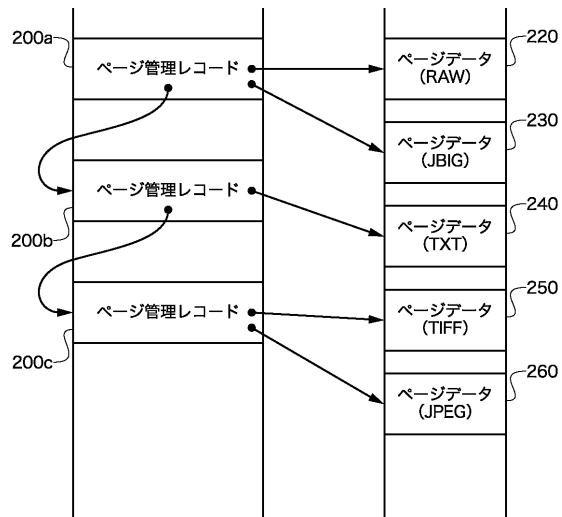 200a
ページ管理レコード
ページデータ
(RAW)
220
ページデータ
(JBIG)
230
ページ管理レコード
200b
ページデータ
(TXT)
240
ページ管理レコード
200c
ページデータ
(TIFF)
250
ページデータ
(JPEG)
260